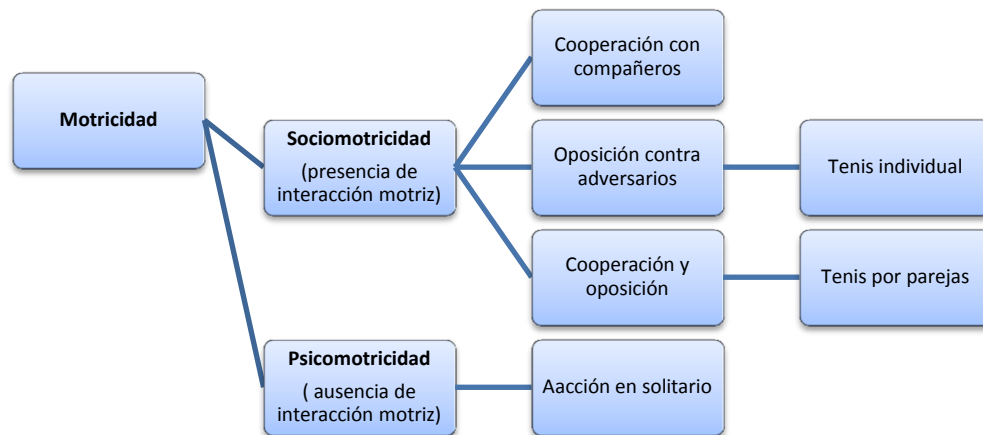 Motricidad
Sociomotricidad
(presencia de
interacción motriz)
Cooperación con
compañeros
Oposición contra
adversarios
Tenis individual
Cooperación y
oposición
Tenis por parejas
Psicomotricidad
( ausencia de
interacción motriz)
Aacción en solitario